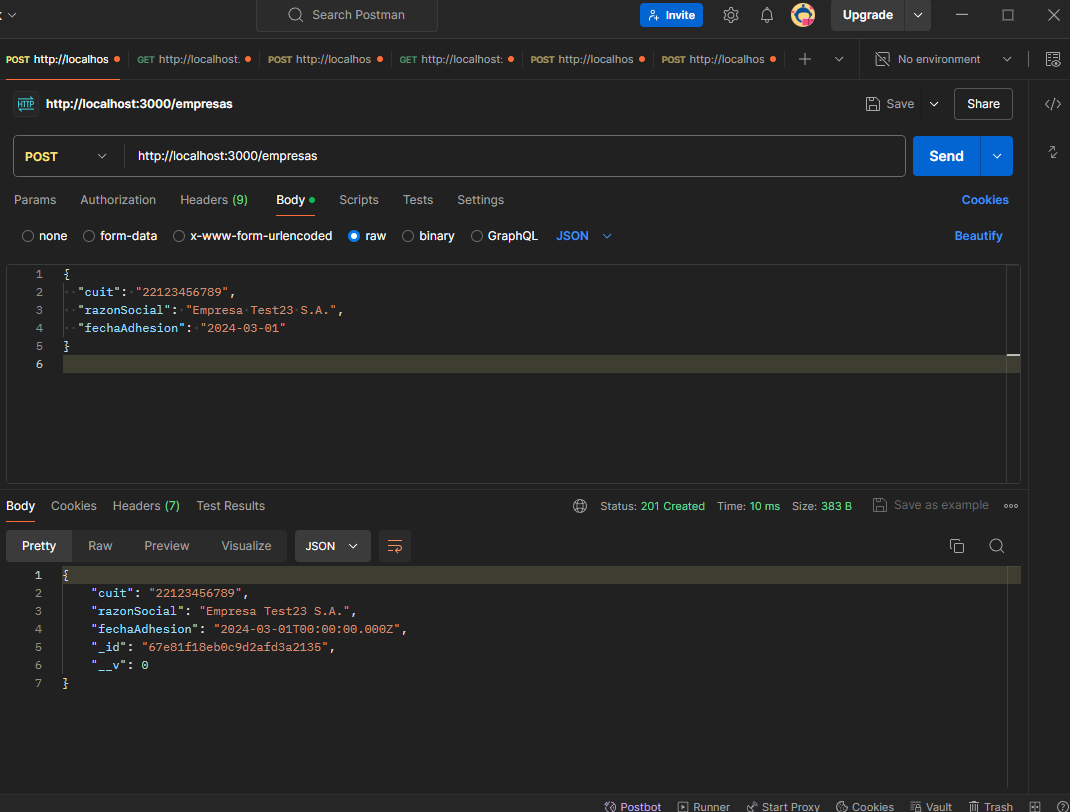 Search Postman
Invite
Upgrade
POST http://localhos
GET http://localhost.
POST http://localhos
GET http://localhost:
POST http://localhos
POST http://localhos
No environment
HTTP http://localhost:3000/empresas
Save
Share
POST http://localhost:3000/empresas
Send
Params Authorization Headers (9) Body Scripts Tests Settings Cookies
none form-data x-www-form-urlencoded raw binary GraphQL JSON Beautify
1 {
2 "cuit": "22123456789",
3 "razonSocial": "Empresa Test23 S.A.",
4 "fechaAdhesion": "2024-03-01"
5 }
6
Body Cookies Headers (7) Test Results Status: 201 Created Time: 10 ms Size: 383 B Save as example
Pretty Raw Preview Visualize JSON
1 {
2 "cuit": "22123456789",
3 "razonSocial": "Empresa Test23 S.A.",
4 "fechaAdhesion": "2024-03-01T00:00:00.000Z",
5 "_id": "67e81f18eb0c9d2afd3a2135",
6 "__v": 0
7 }
Postbot Runner Start Proxy Cookies Vault Trash